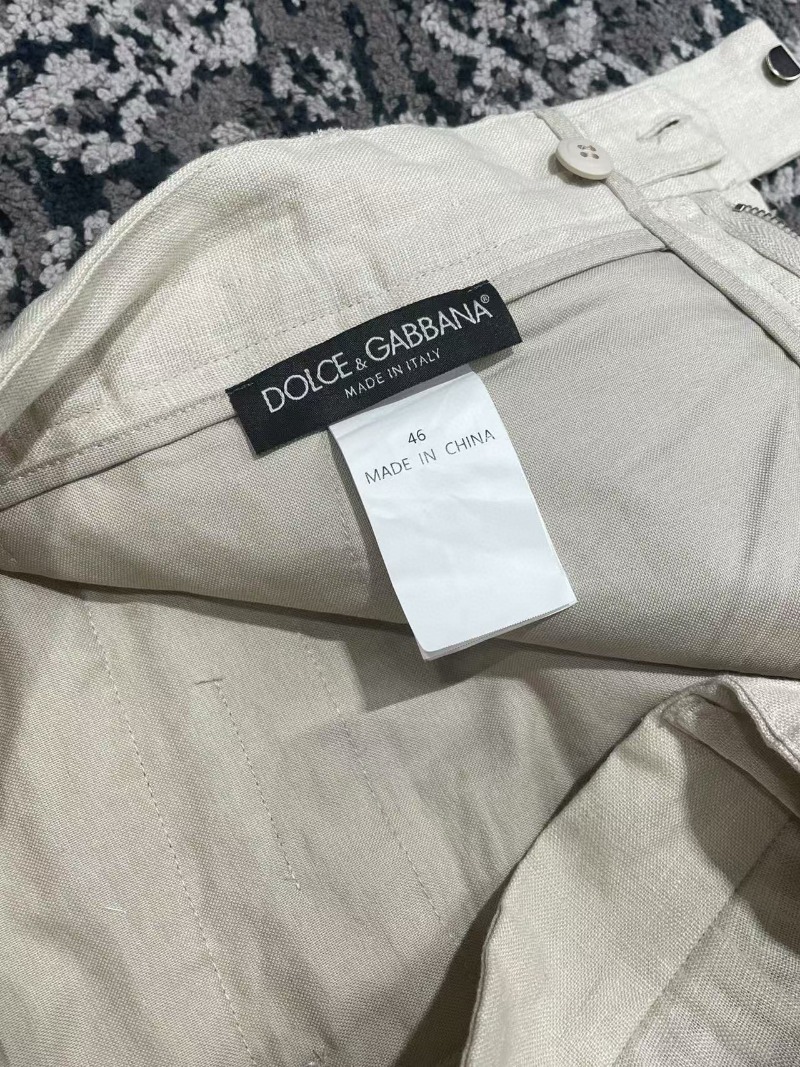 DOLCE & GABBANA®
MADE IN ITALY
46
MADE IN CHINA